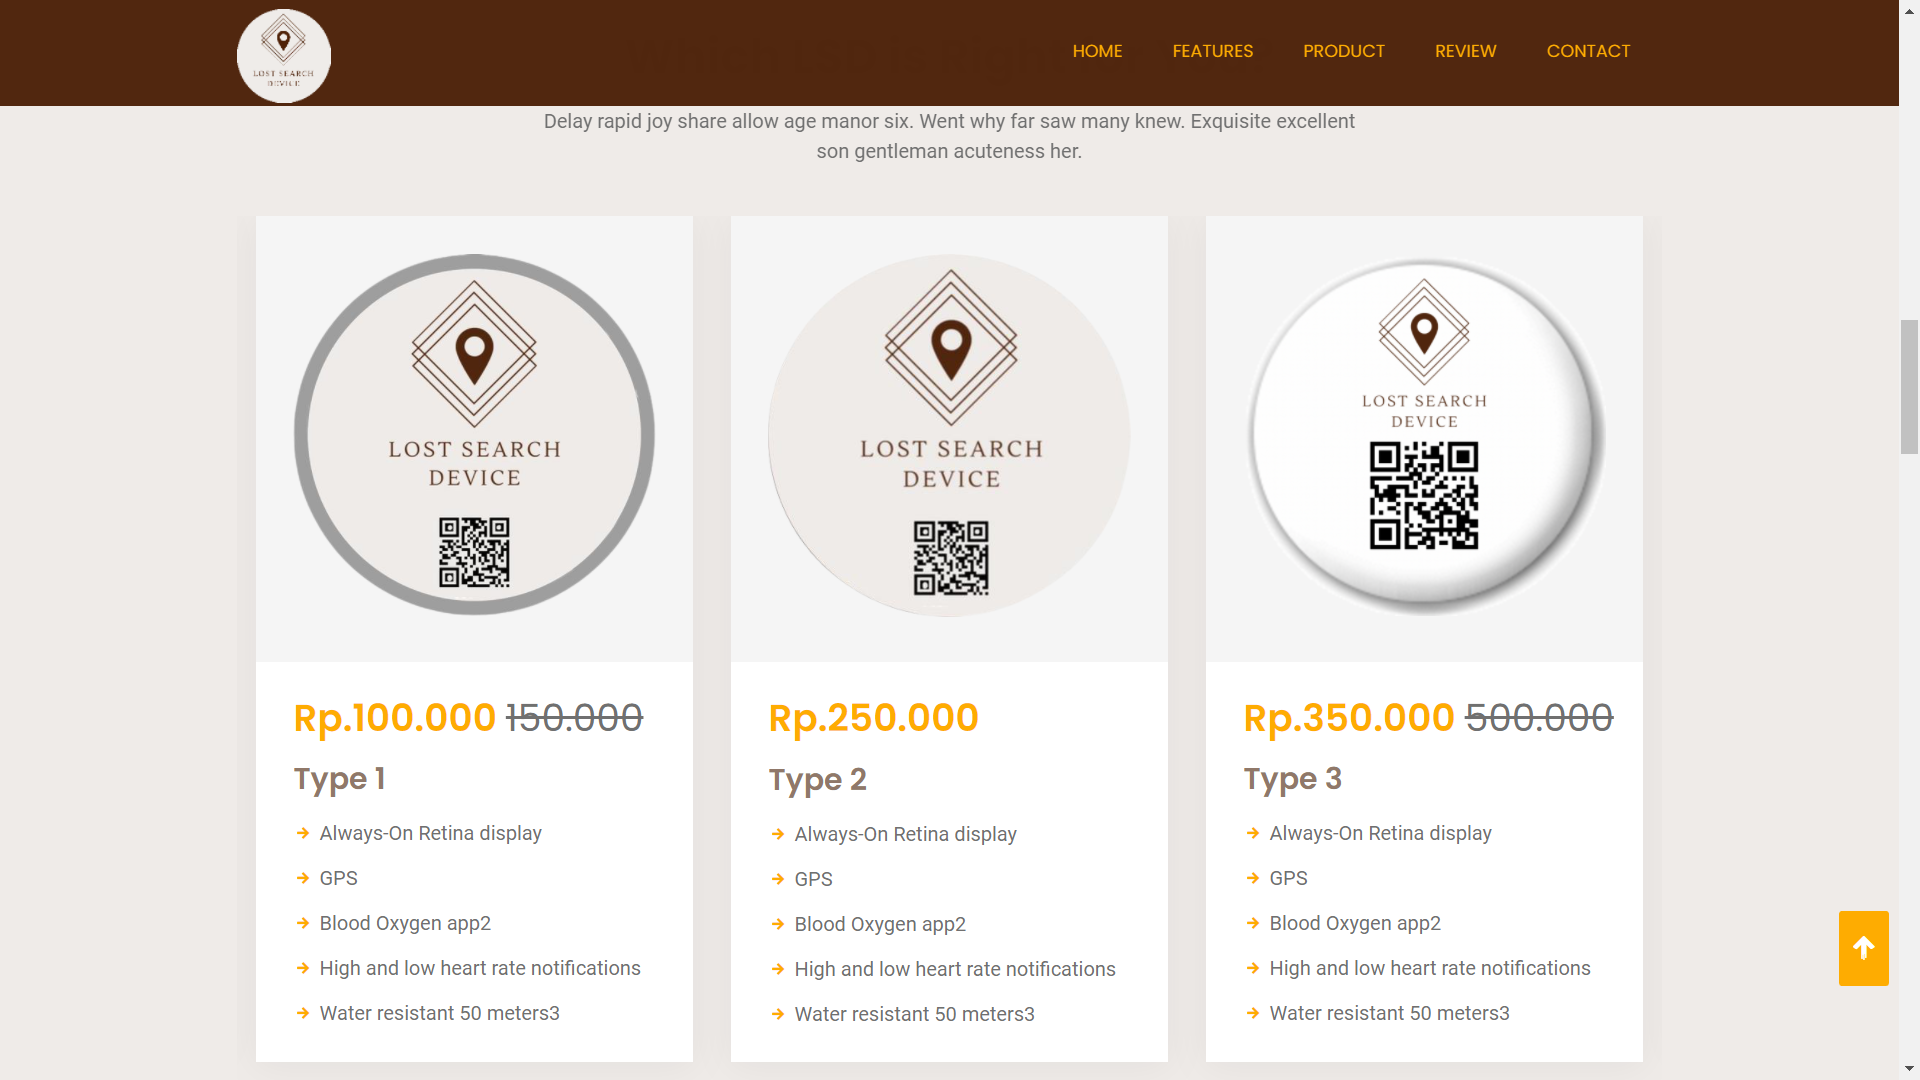 LOST SEARCH
DEVICE
HOME
FEATURES
PRODUCT
REVIEW
CONTACT
Delay rapid joy share allow age manor six. Went why far saw many knew. Exquisite excellent
son gentleman acuteness her.
LOST SEARCH
DEVICE
LOST SEARCH
DEVICE
LOST SEARCH
DEVICE
Rp.100.000 150.000
Type 1
Always-On Retina display
GPS
Blood Oxygen app2
High and low heart rate notifications
Water resistant 50 meters3
Rp.250.000
Type 2
Always-On Retina display
GPS
Blood Oxygen app2
High and low heart rate notifications
Water resistant 50 meters3
Rp.350.000 500.000
Type 3
Always-On Retina display
GPS
Blood Oxygen app2
High and low heart rate notifications
Water resistant 50 meters3